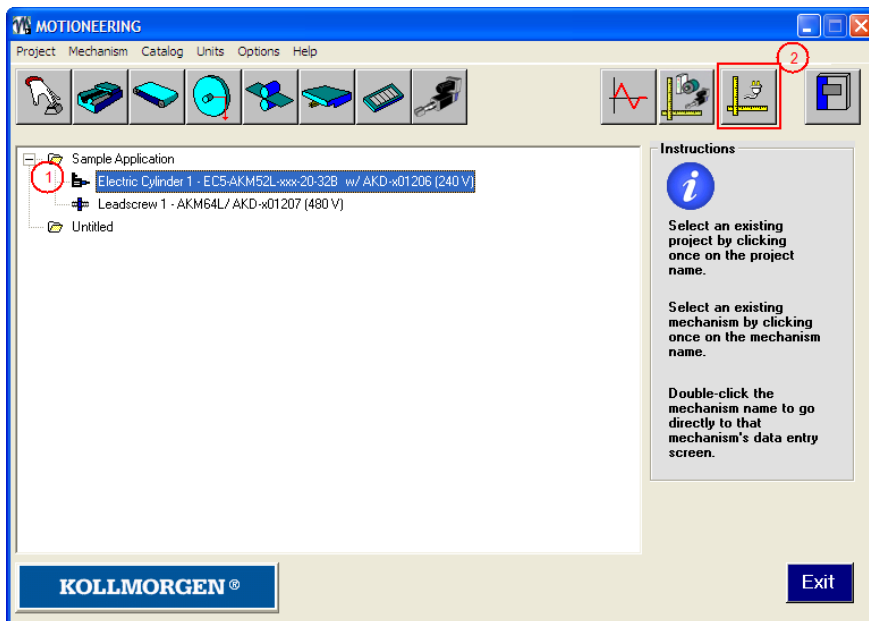 MOTIONEERING
Project Mechanism Catalog Units Options Help
2
Sample Application
1
Electric Cylinder 1 - EC5-AKM52L-xxx-20-32B w/ AKD-x01206 (240 V)
Leadscrew 1 - AKM64L/ AKD-x01207 (480 V)
Untitled
Instructions
i
Select an existing
project by clicking
once on the project
name.
Select an existing
mechanism by clicking
once on the mechanism
name.
Double-click the
mechanism name to go
directly to that
mechanism's data entry
screen.
KOLLMORGEN ®
Exit